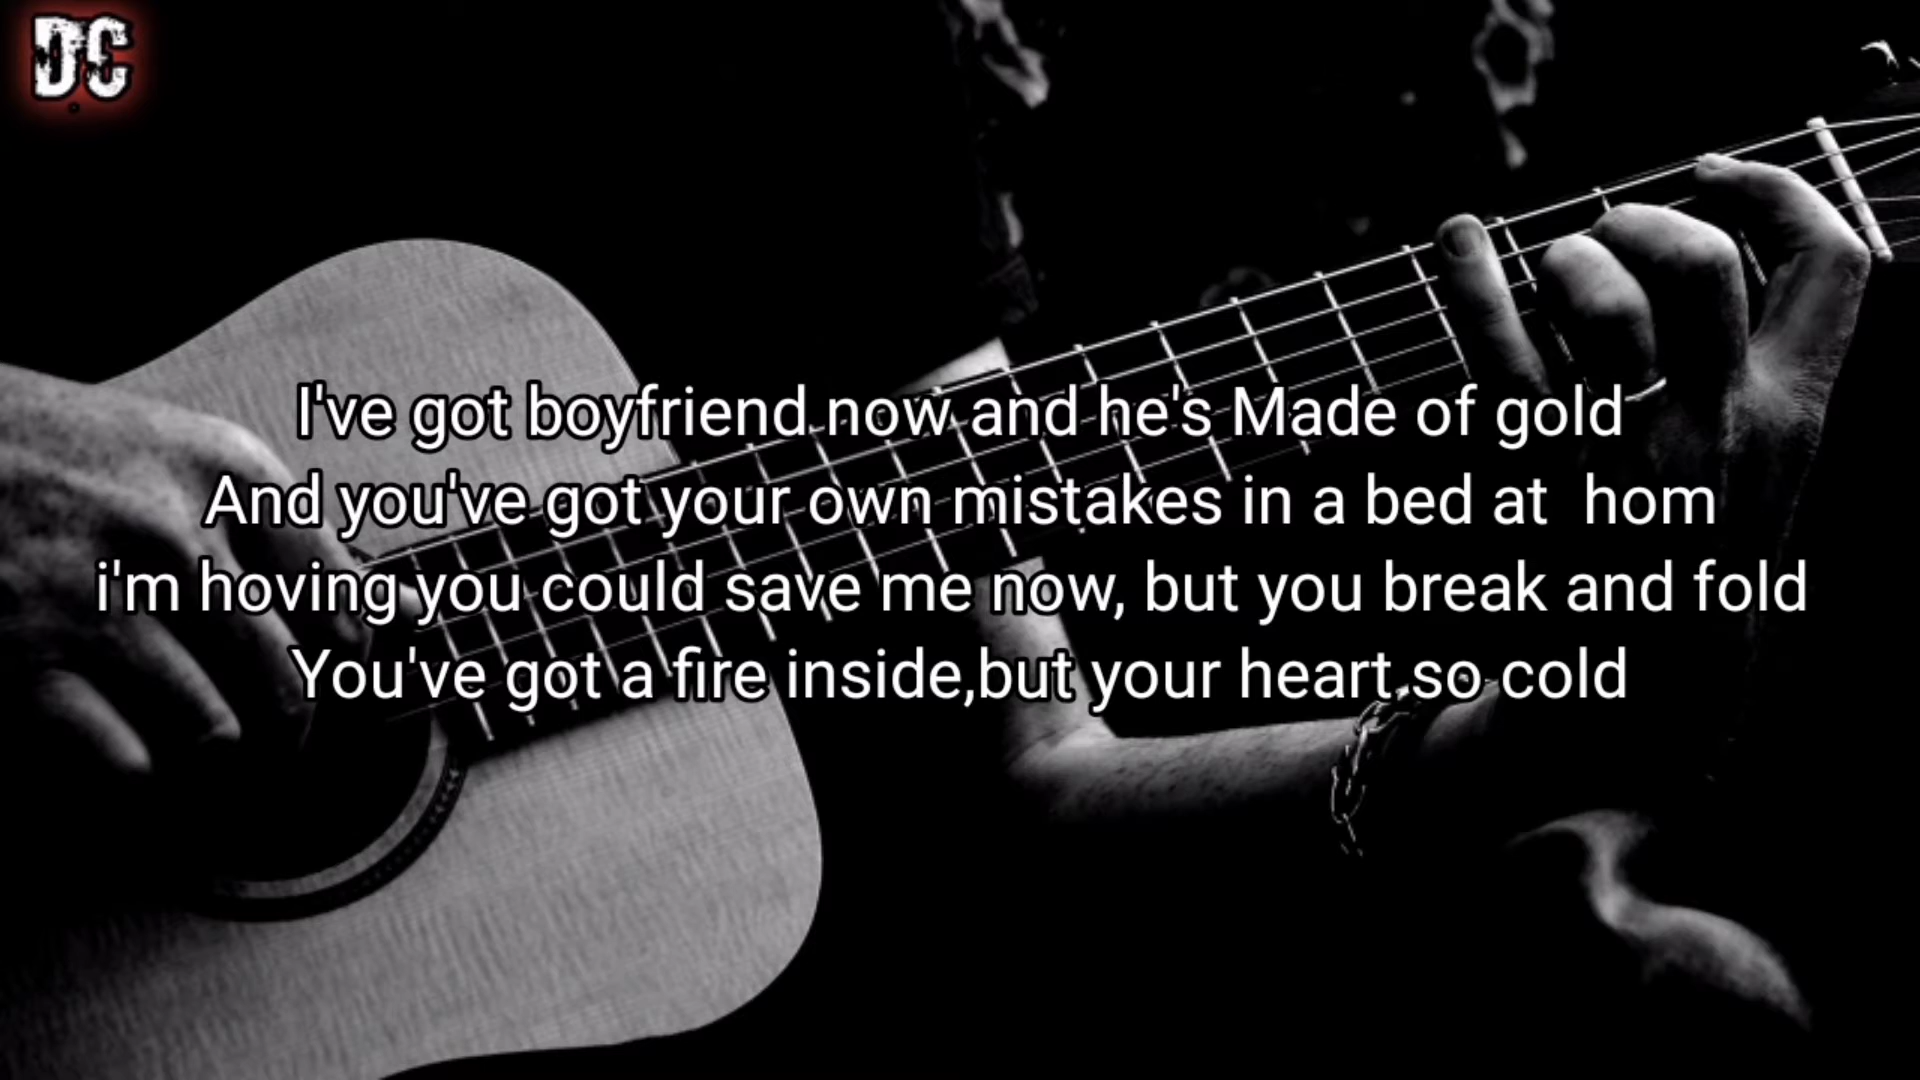 DC
I've got boyfriend now and he's Made of gold
And you've got your own mistakes in a bed at  hom
i'm hoving you could save me now, but you break and fold
You've got a fire inside,but your heart so cold